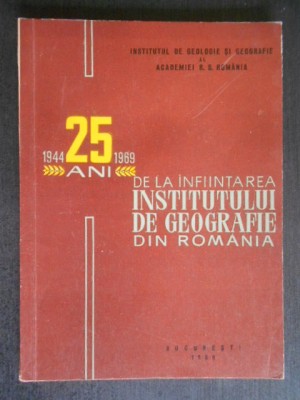 INSTITUTUL DE GEOLOGIE ȘI GEOGRAFIE
AL
ACADEMIEI R. S. ROMÂNIA
1944 25 1969
ANI
DE LA ÎNFIINȚAREA
INSTITUTULUI
DE GEOGRAFIE
DIN ROMÂNIA
BUCUREȘTI
1969